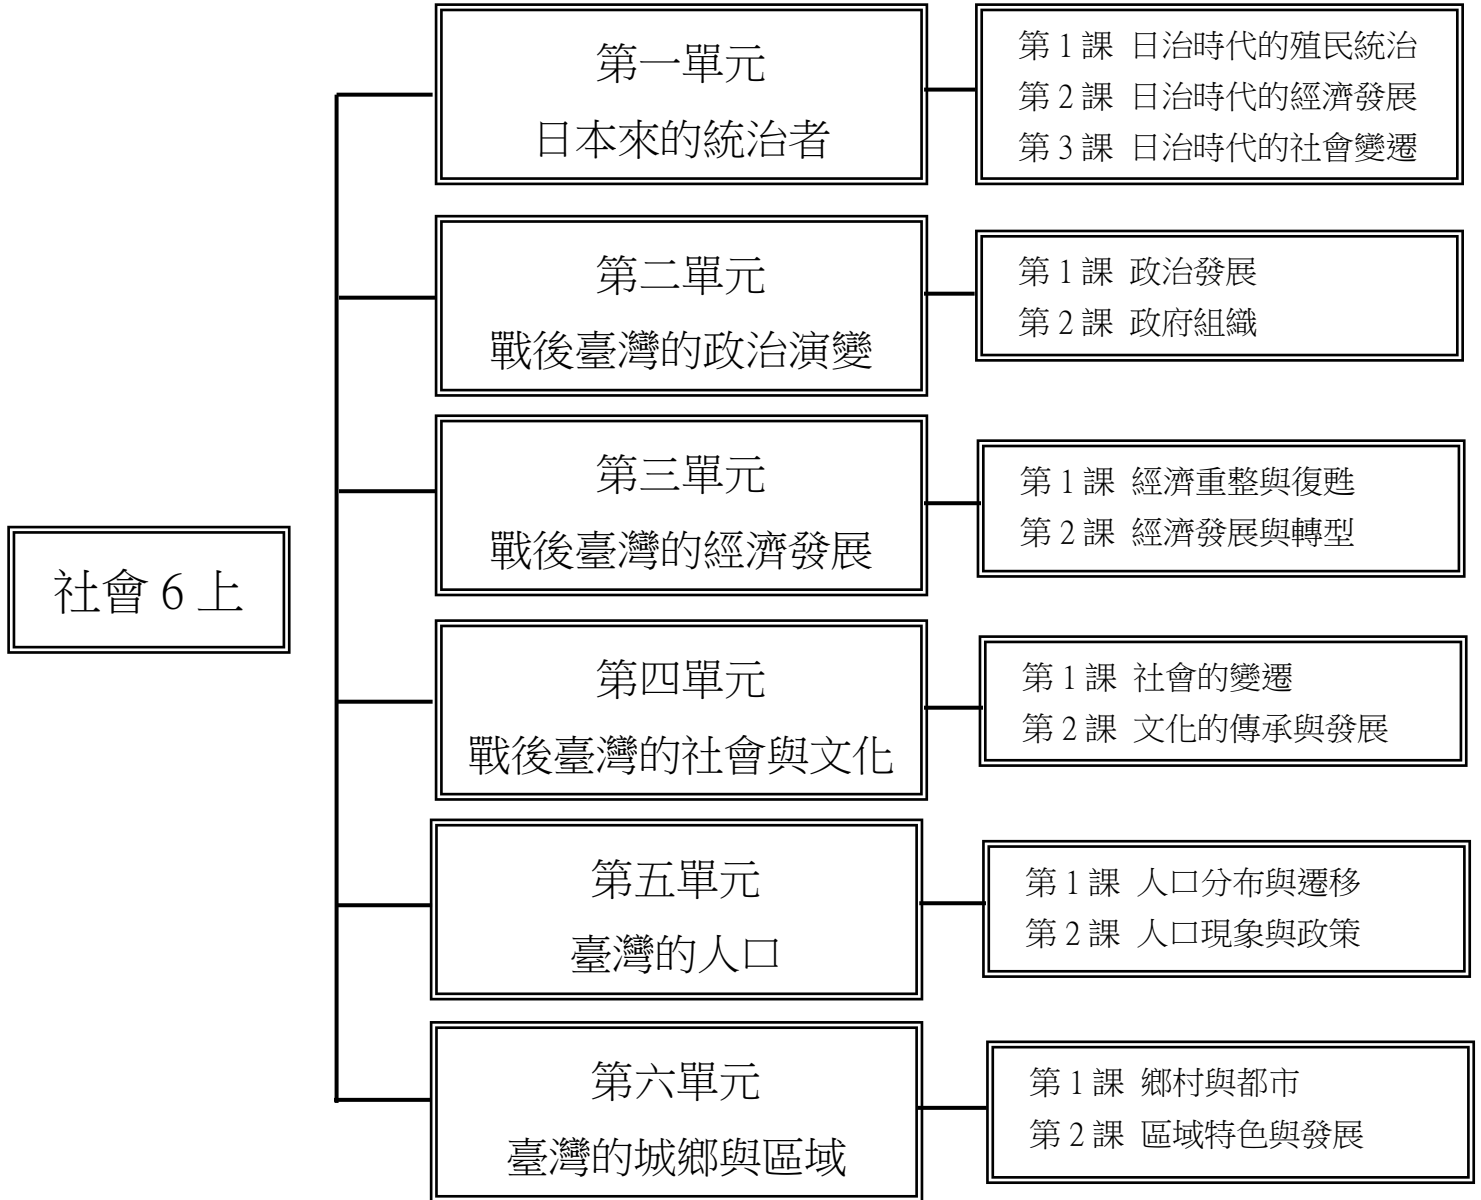 社會 6 上
第一單元
日本來的統治者
第 1 課 日治時代的殖民統治
第 2 課 日治時代的經濟發展
第 3 課 日治時代的社會變遷
第二單元
戰後臺灣的政治演變
第 1 課 政治發展
第 2 課 政府組織
第三單元
戰後臺灣的經濟發展
第 1 課 經濟重整與復甦
第 2 課 經濟發展與轉型
第四單元
戰後臺灣的社會與文化
第 1 課 社會的變遷
第 2 課 文化的傳承與發展
第五單元
臺灣的人口
第 1 課 人口分布與遷移
第 2 課 人口現象與政策
第六單元
臺灣的城鄉與區域
第 1 課 鄉村與都市
第 2 課 區域特色與發展